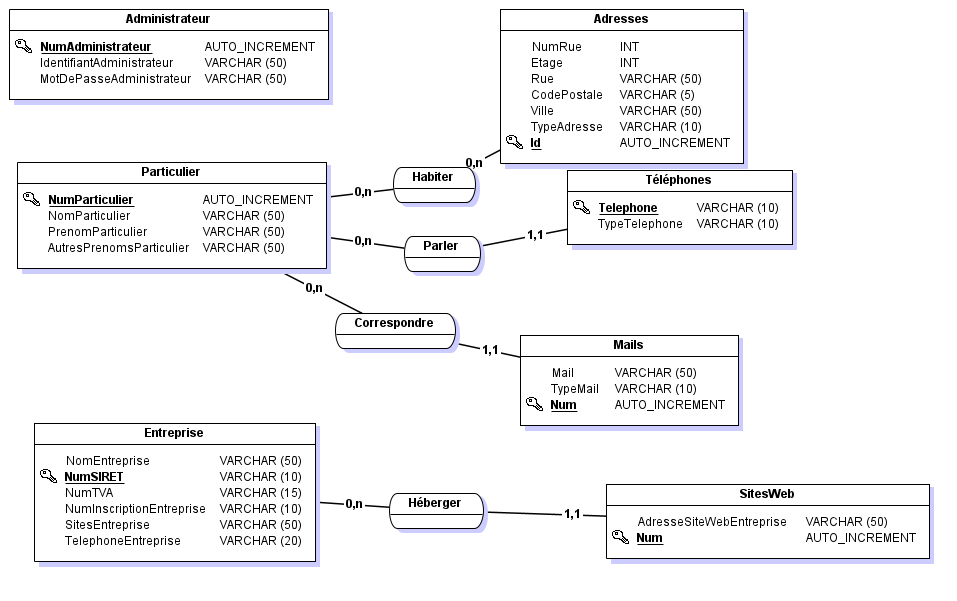 Administrateur
NumAdministrateur AUTO_INCREMENT
IdentifiantAdministrateur VARCHAR (50)
MotDePasseAdministrateur VARCHAR (50)
Adresses
NumRue INT
Etage INT
Rue VARCHAR (50)
CodePostale VARCHAR (5)
Ville VARCHAR (50)
TypeAdresse VARCHAR (10)
Id AUTO_INCREMENT
0,n
Habiter
0,n
Particulier
NumParticulier AUTO_INCREMENT
NomParticulier VARCHAR (50)
PrenomParticulier VARCHAR (50)
AutresPrenomsParticulier VARCHAR (50)
Téléphones
Telephone VARCHAR (10)
TypeTelephone VARCHAR (10)
0,n
Parler
1,1
0,n
Correspondre
1,1
Mails
Mail VARCHAR (50)
TypeMail VARCHAR (10)
Num AUTO_INCREMENT
Entreprise
NomEntreprise VARCHAR (50)
NumSIRET VARCHAR (10)
NumTVA VARCHAR (15)
NumInscriptionEntreprise VARCHAR (10)
SitesEntreprise VARCHAR (50)
TelephoneEntreprise VARCHAR (20)
0,n
Héberger
1,1
SitesWeb
AdresseSiteWebEntreprise VARCHAR (50)
Num AUTO_INCREMENT